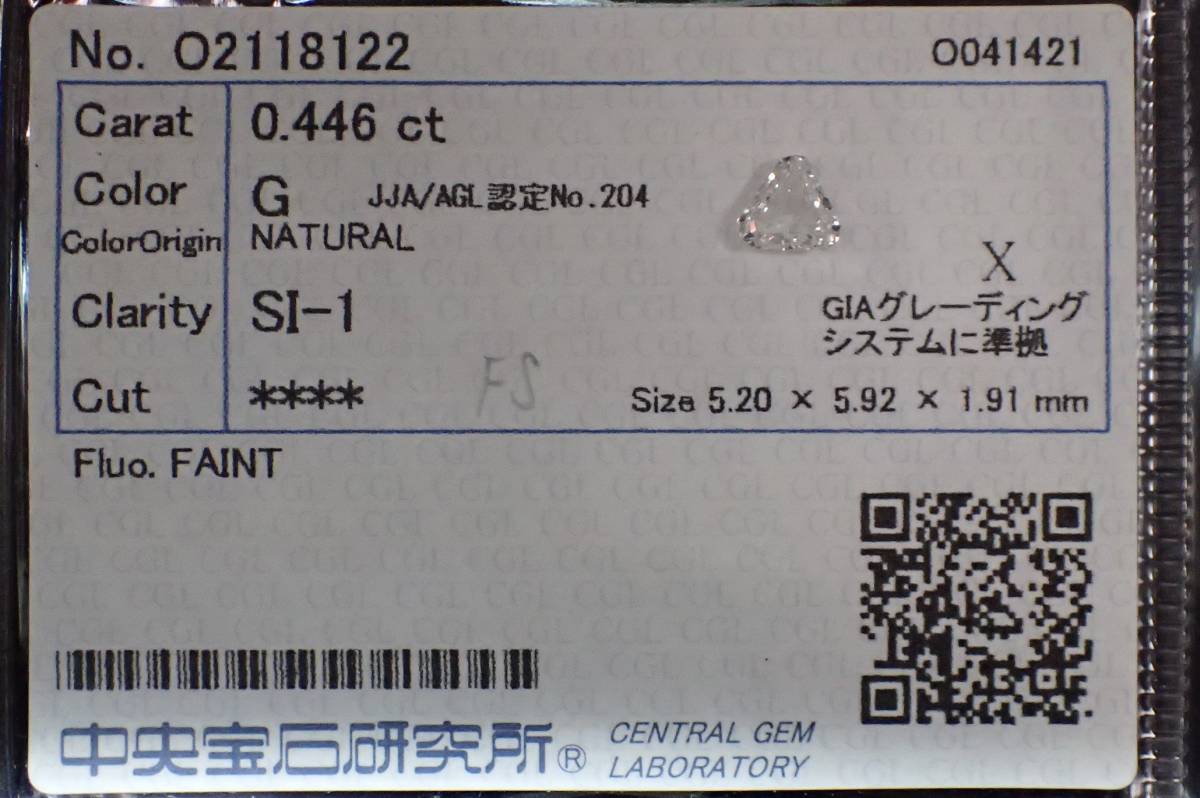 No. O2118122
O041421
Carat 0.446 ct
Color G JJA/AGL認定No.204
ColorOrigin NATURAL
X
Clarity SI-1
GIAグレーディング
システムに準拠
Cut **** FS Size 5.20 × 5.92 × 1.91 mm
Fluo. FAINT
中央宝石研究所® CENTRAL GEM
LABORATORY